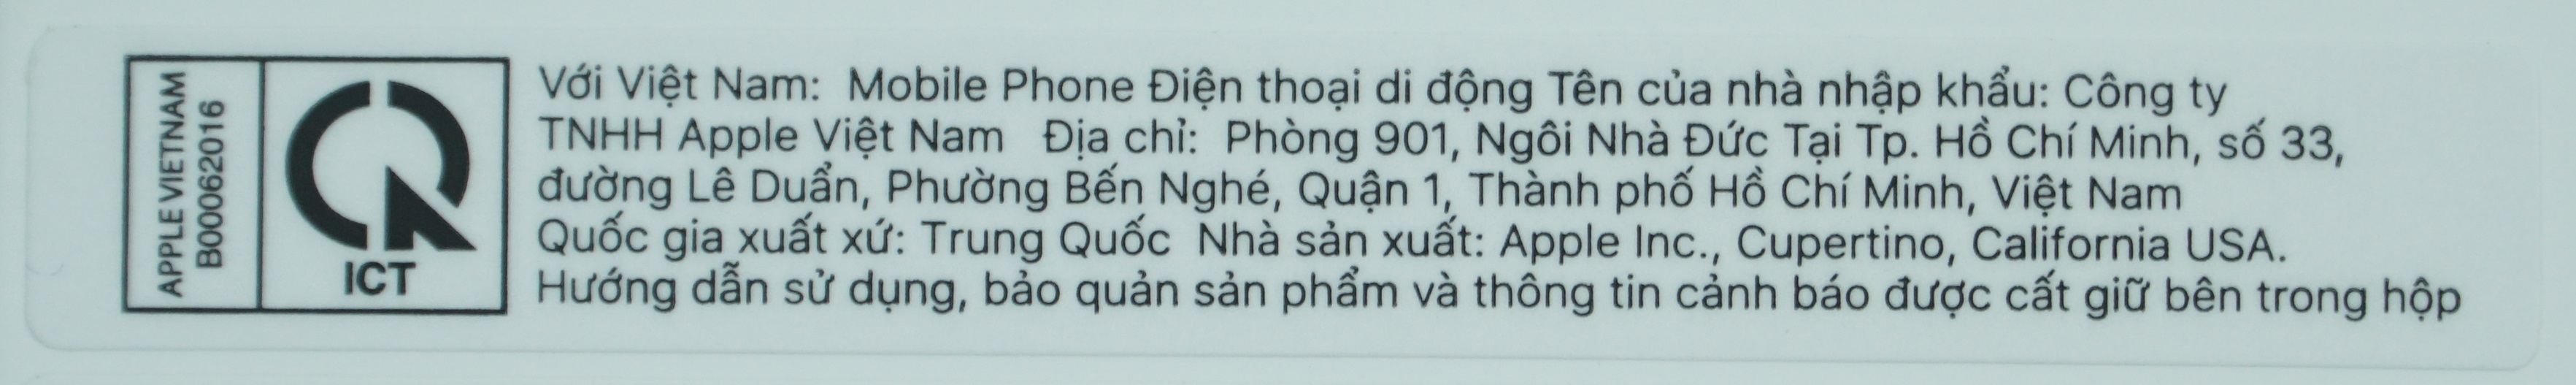 APPLE VIETNAM
B000622016
ICT
Với Việt Nam: Mobile Phone Điện thoại di động Tên của nhà nhập khẩu: Công ty
TNHH Apple Việt Nam Địa chỉ: Phòng 901, Ngôi Nhà Đức Tại Tp. Hồ Chí Minh, số 33,
đường Lê Duẩn, Phường Bến Nghé, Quận 1, Thành phố Hồ Chí Minh, Việt Nam
Quốc gia xuất xứ: Trung Quốc Nhà sản xuất: Apple Inc., Cupertino, California USA.
Hướng dẫn sử dụng, bảo quản sản phẩm và thông tin cảnh báo được cất giữ bên trong hộp